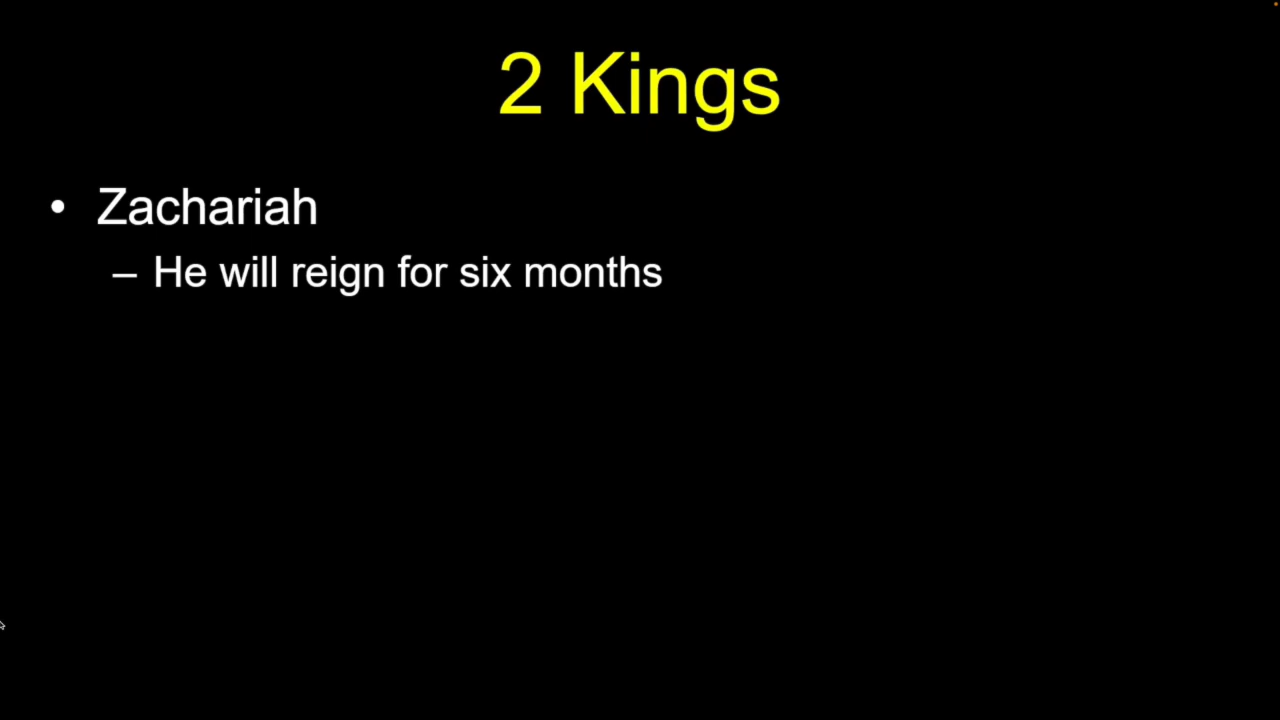 2 Kings
• Zachariah
– He will reign for six months